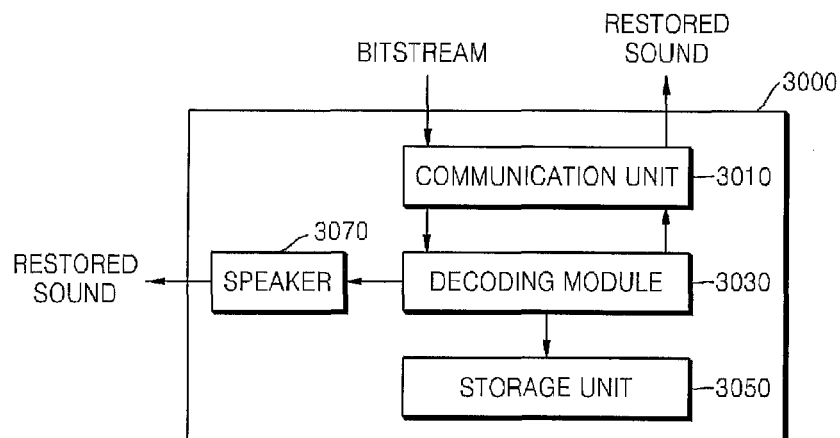 BITSTREAM
RESTORED
SOUND
3000
COMMUNICATION UNIT
3010
3070
RESTORED
SOUND
SPEAKER
DECODING MODULE
3030
STORAGE UNIT
3050